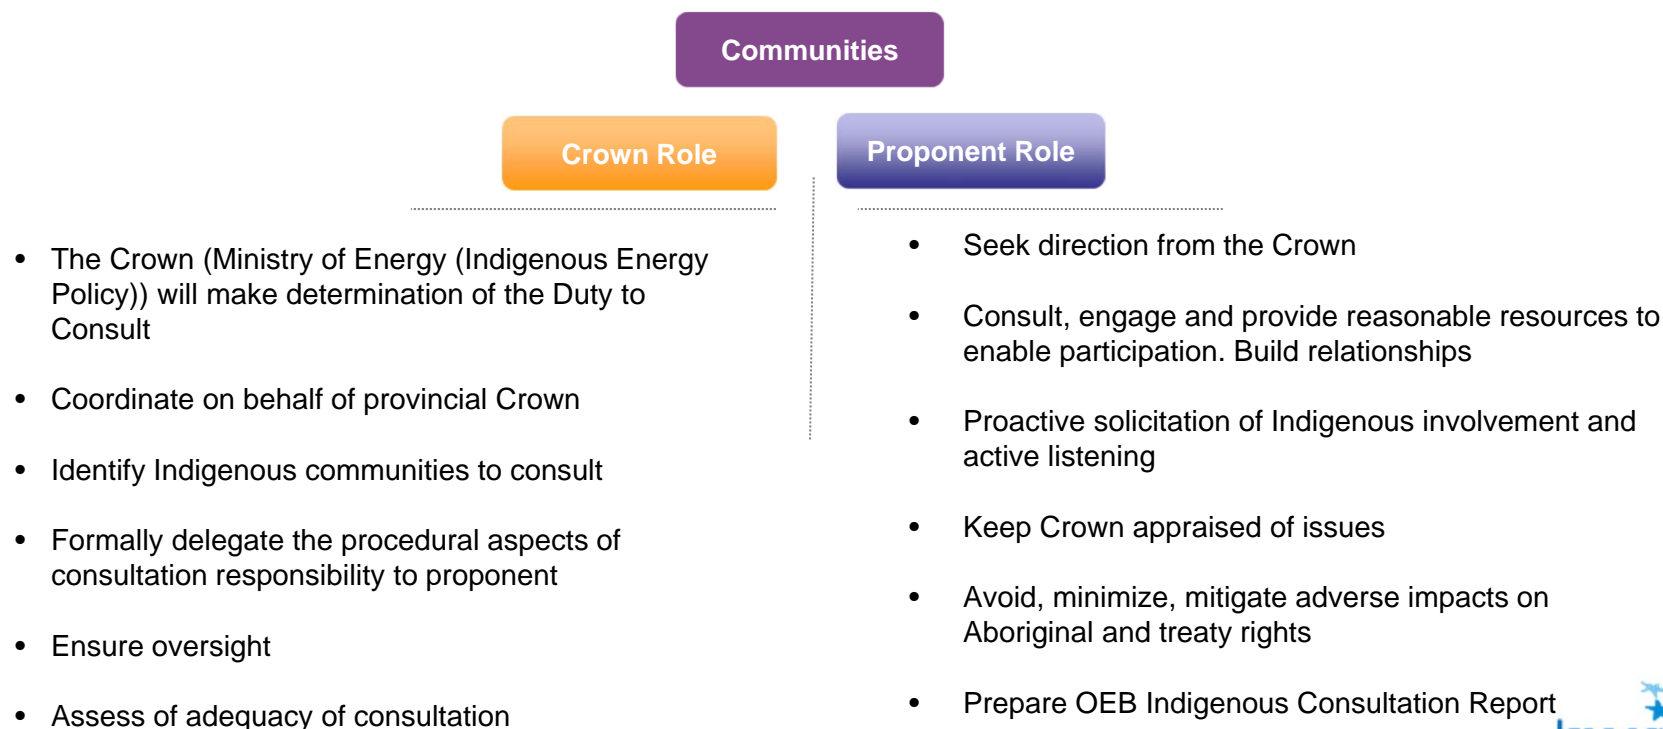 Communities
Crown Role
Proponent Role
• The Crown (Ministry of Energy (Indigenous Energy
Policy)) will make determination of the Duty to
Consult
• Coordinate on behalf of provincial Crown
• Identify Indigenous communities to consult
• Formally delegate the procedural aspects of
consultation responsibility to proponent
• Ensure oversight
• Assess of adequacy of consultation
• Seek direction from the Crown
• Consult, engage and provide reasonable resources to
enable participation. Build relationships
• Proactive solicitation of Indigenous involvement and
active listening
• Keep Crown appraised of issues
• Avoid, minimize, mitigate adverse impacts on
Aboriginal and treaty rights
• Prepare OEB Indigenous Consultation Report